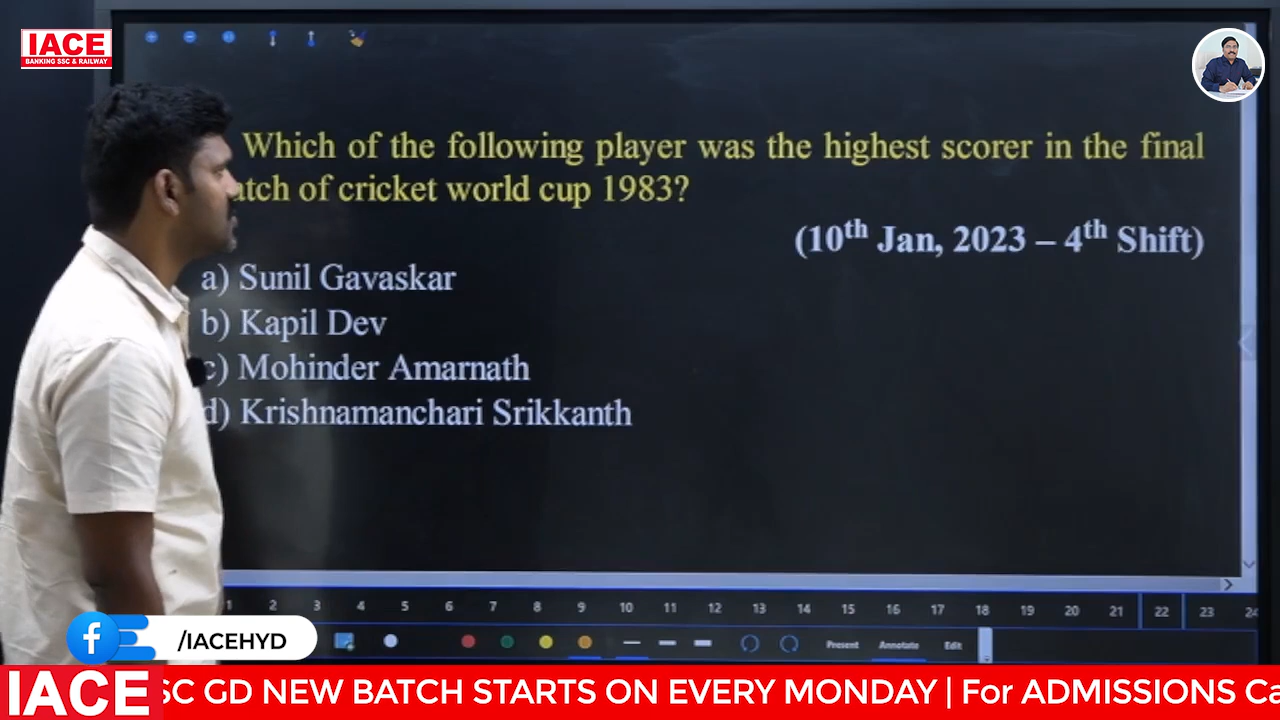 IACE
BANKING SSC & RAILWAY
Which of the following player was the highest scorer in the final
atch of cricket world cup 1983?
(10th Jan, 2023 – 4th Shift)
a) Sunil Gavaskar
b) Kapil Dev
c) Mohinder Amarnath
d) Krishnamanchari Srikkanth
1 2 3 4 5 6 7 8 9 10 11 12 13 14 15 16 17 18 19 20 21 22 23 24
f /IACEHYD
Present Annotate Edit
IACE SC GD NEW BATCH STARTS ON EVERY MONDAY | For ADMISSIONS Ca